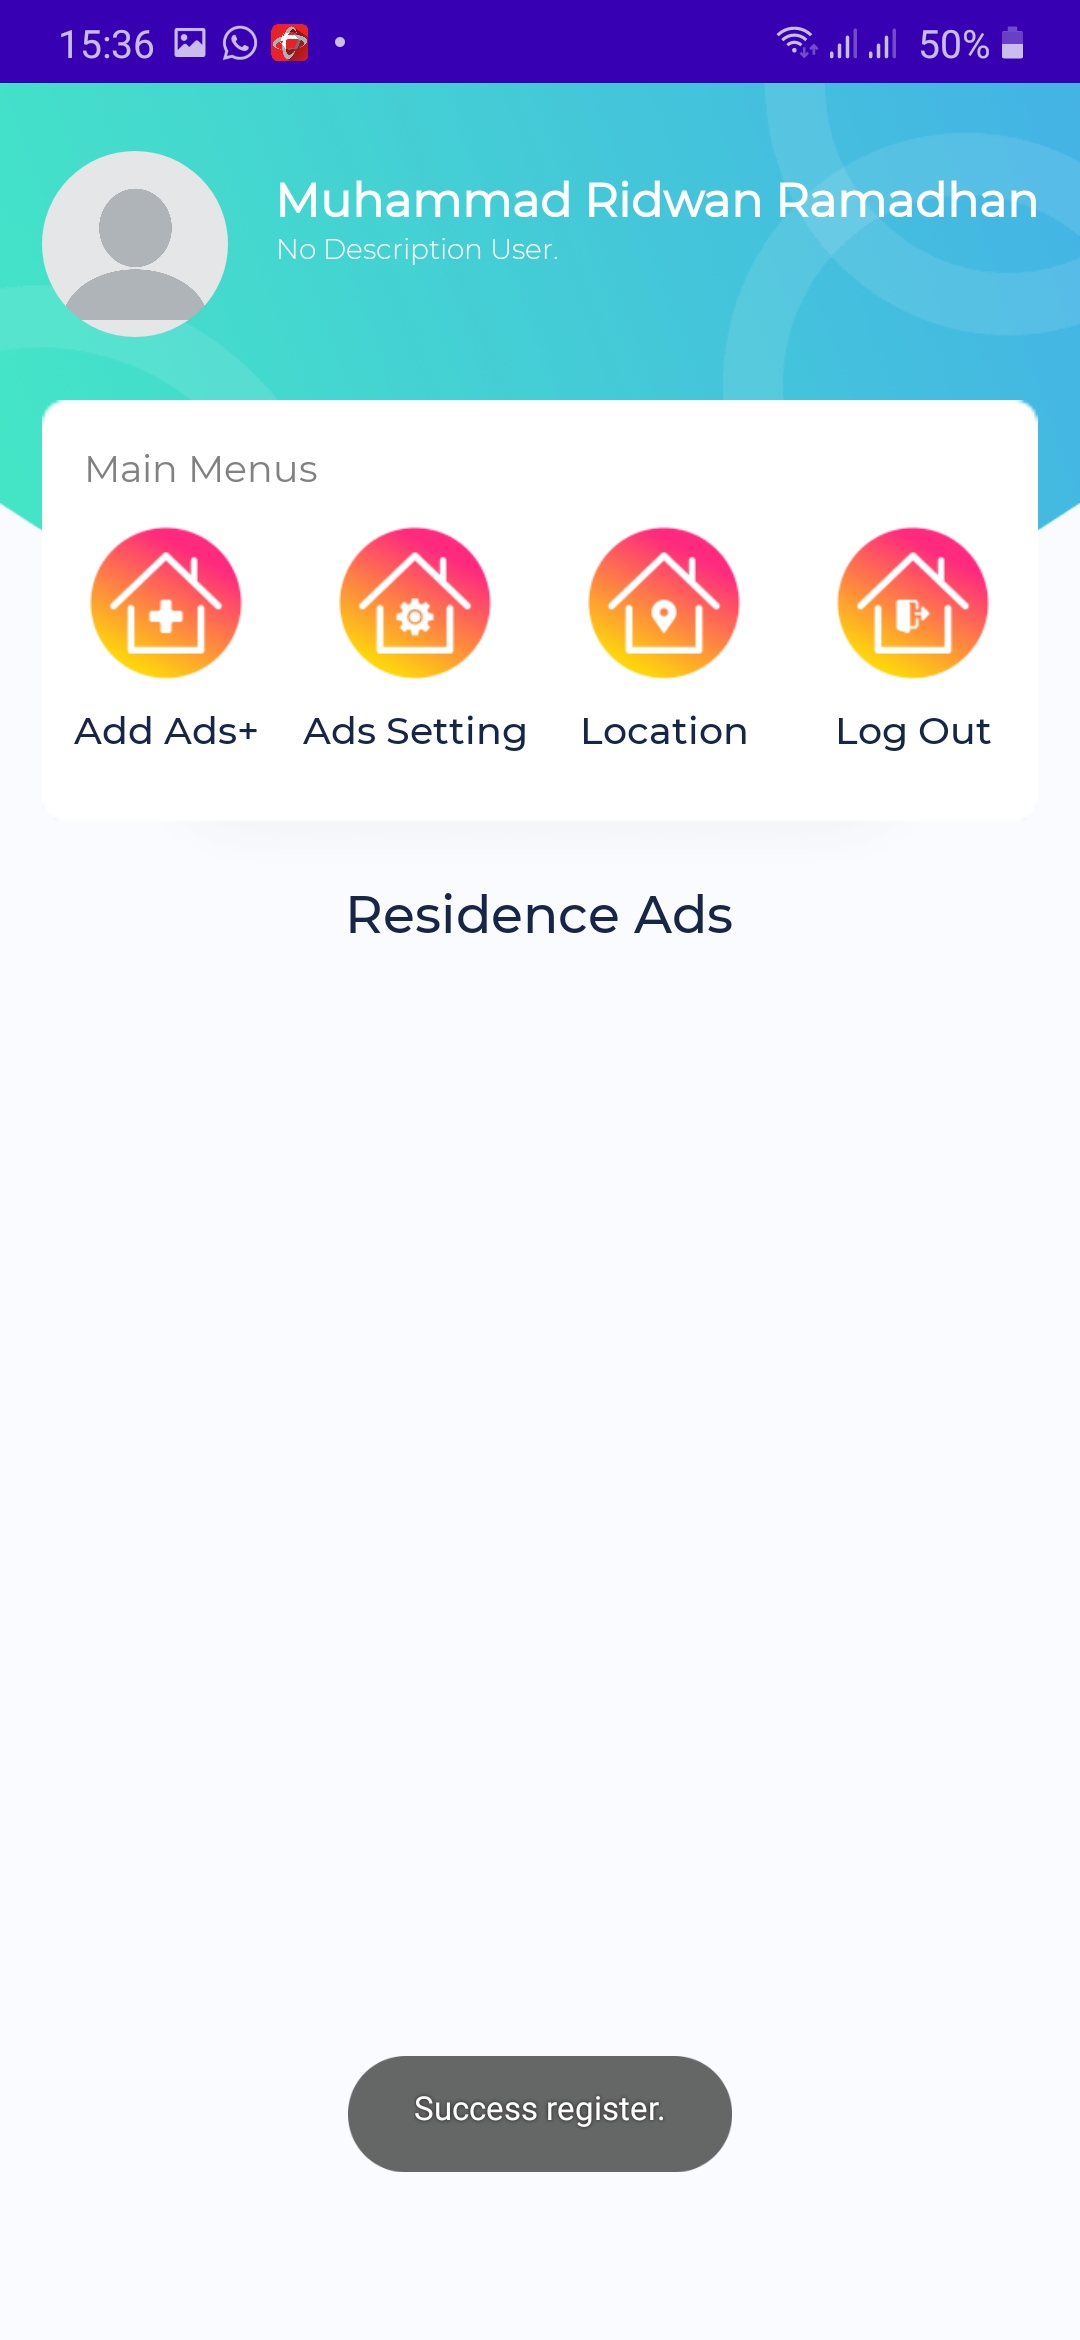 15:36
50%
Muhammad Ridwan Ramadhan
No Description User.
Main Menus
Add Ads+
Ads Setting
Location
Log Out
Residence Ads
Success register.